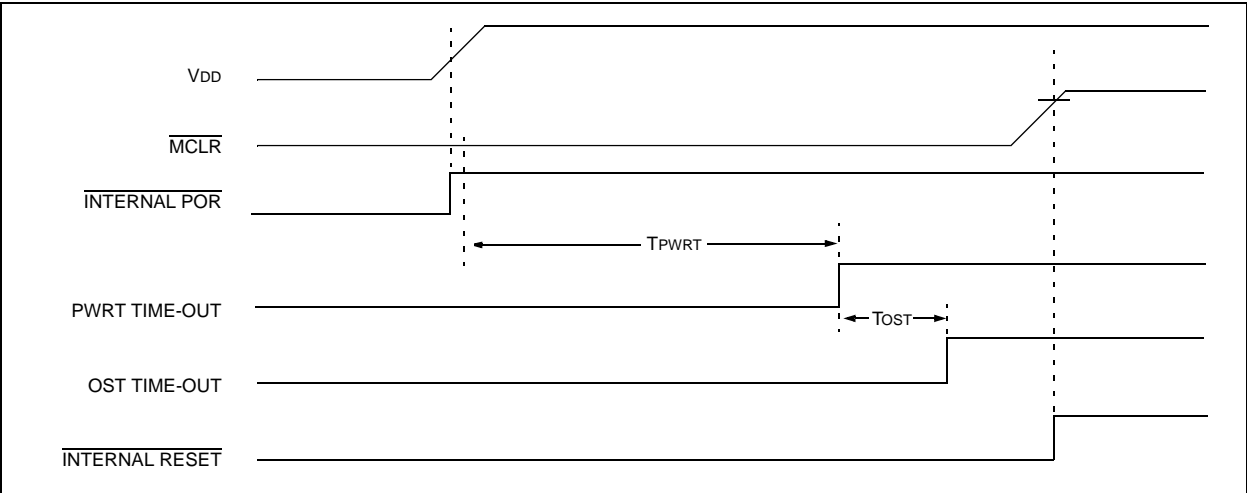 VDD
MCLR
INTERNAL POR
TPWRT
PWRT TIME-OUT
TOST
OST TIME-OUT
INTERNAL RESET